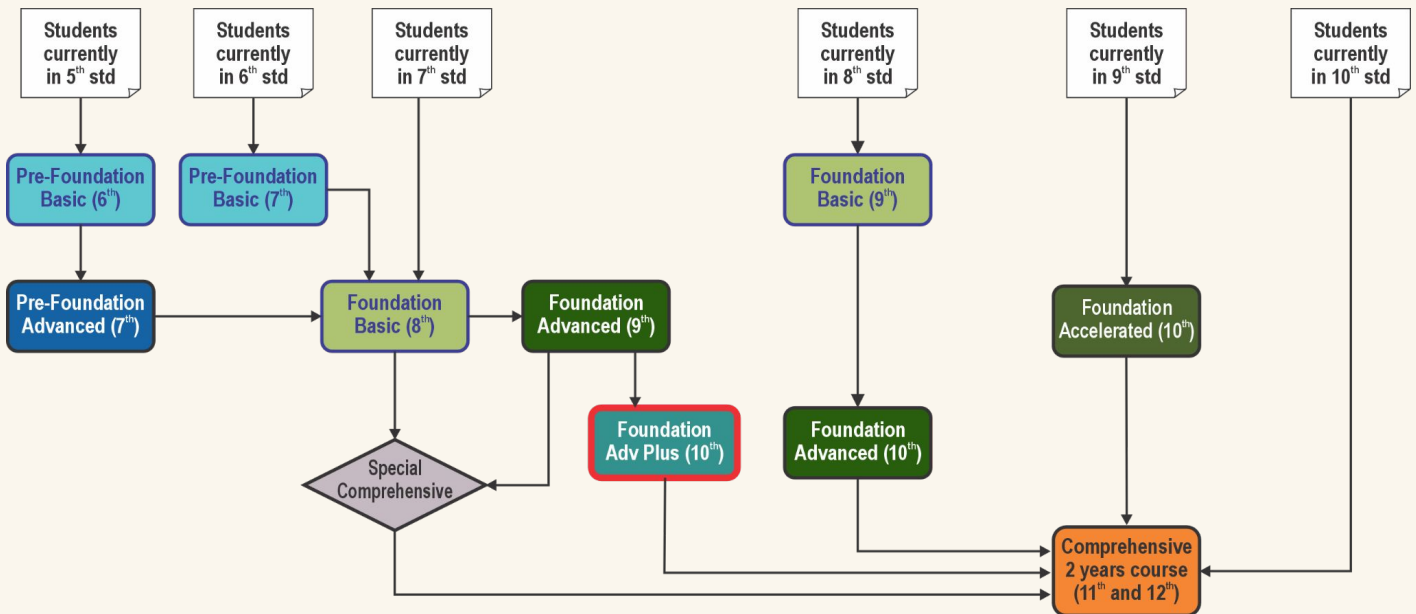 Students
currently
in 5th std
Students
currently
in 6th std
Students
currently
in 7th std
Students
currently
in 8th std
Students
currently
in 9th std
Students
currently
in 10th std
Pre-Foundation
Basic (6th)
Pre-Foundation
Basic (7th)
Foundation
Basic (9th)
Pre-Foundation
Advanced (7th)
Foundation
Basic (8th)
Foundation
Advanced (9th)
Foundation
Accelerated (10th)
Foundation
Adv Plus (10th)
Foundation
Advanced (10th)
Special
Comprehensive
Comprehensive
2 years course
(11th and 12th)